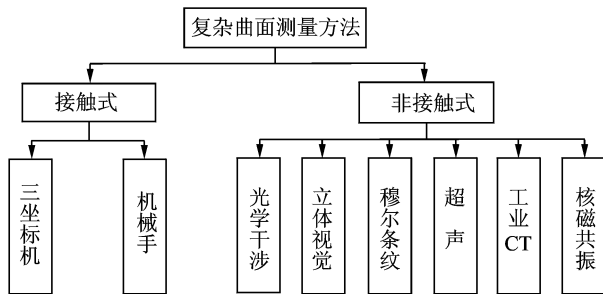 复杂曲面测量方法
接触式
非接触式
三坐标机
机械手
光学干涉
立体视觉
穆尔条纹
超声
工业CT
核磁共振